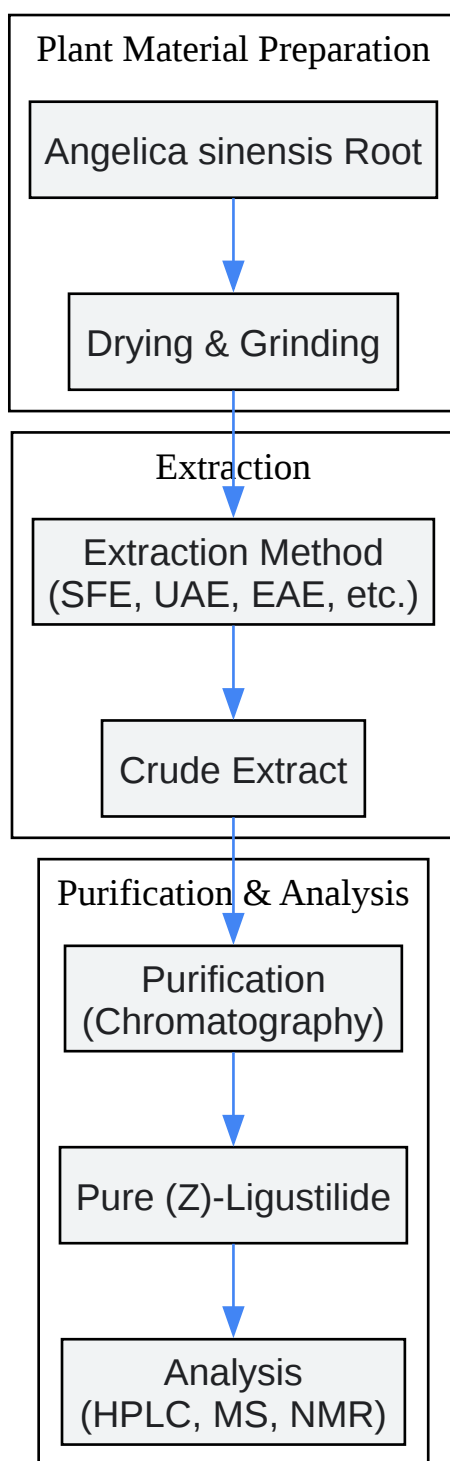 Plant Material Preparation
Angelica sinensis Root
Drying & Grinding
Extraction
Extraction Method
(SFE, UAE, EAE, etc.)
Crude Extract
Purification & Analysis
Purification
(Chromatography)
Pure (Z)-Ligustilide
Analysis
(HPLC, MS, NMR)